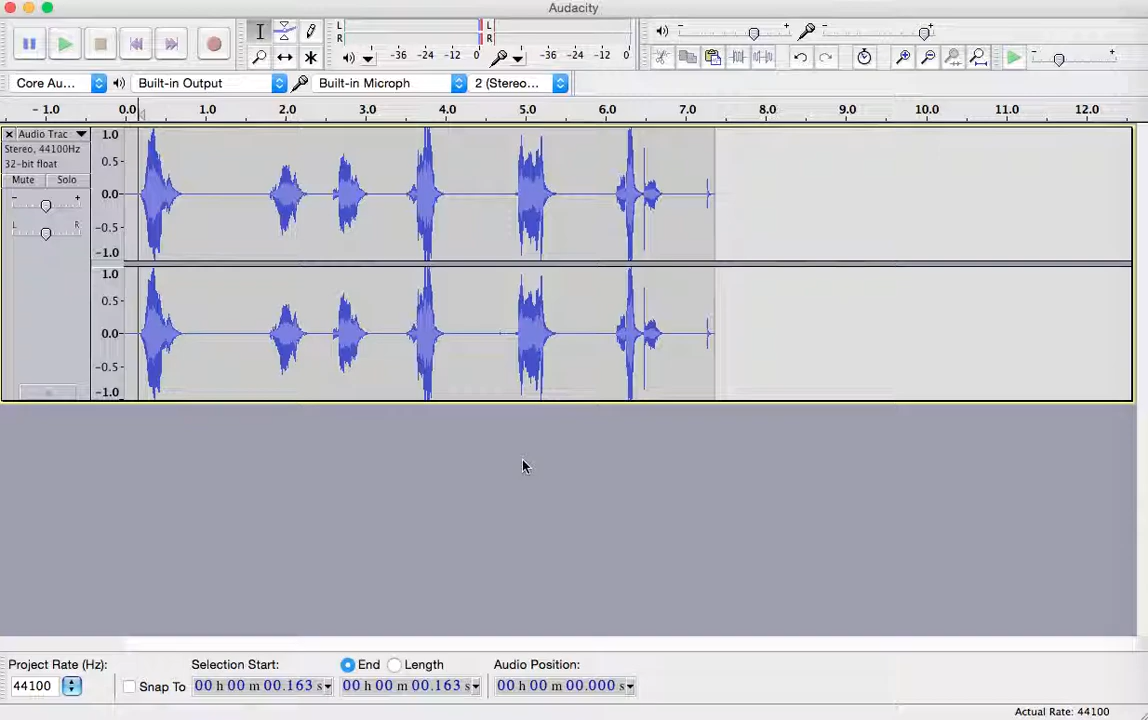 Audacity
L
R
-36 -24 -12 0
L
R
-36 -24 -12 0
- + - +
- +
Core Au... Built-in Output Built-in Microph 2 (Stereo...
- 1.0 0.0 1.0 2.0 3.0 4.0 5.0 6.0 7.0 8.0 9.0 10.0 11.0 12.0
Audio Trac
Stereo, 44100Hz
32-bit float
Mute Solo
- +
L R
1.0
0.5-
0.0-
-0.5-
-1.0
1.0
0.5-
0.0-
-0.5-
-1.0
Project Rate (Hz): Selection Start: End Length Audio Position:
44100 Snap To 00 h 00 m 00.163 s 00 h 00 m 00.163 s 00 h 00 m 00.000 s
Actual Rate: 44100